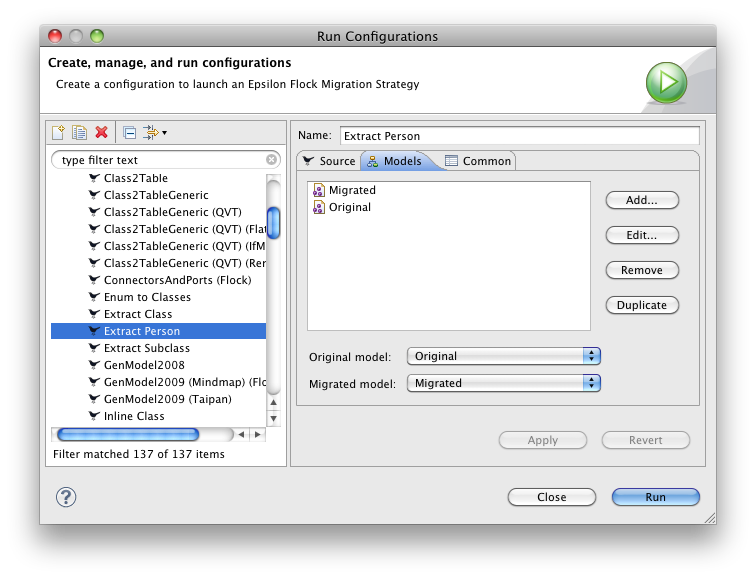 Run Configurations
Create, manage, and run configurations
Create a configuration to launch an Epsilon Flock Migration Strategy
type filter text
Class2Table
Class2TableGeneric
Class2TableGeneric (QVT)
Class2TableGeneric (QVT) (Flat
Class2TableGeneric (QVT) (IfM
Class2TableGeneric (QVT) (Ren
ConnectorsAndPorts (Flock)
Enum to Classes
Extract Class
Extract Person
Extract Subclass
GenModel2008
GenModel2009 (Mindmap) (Flo
GenModel2009 (Taipan)
Inline Class
Filter matched 137 of 137 items
Name: Extract Person
Source Models Common
Migrated
Original
Add...
Edit...
Remove
Duplicate
Original model: Original
Migrated model: Migrated
Apply Revert
? Close Run